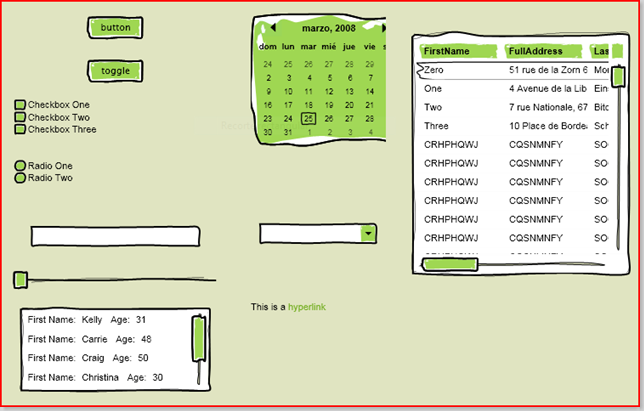 button
toggle
Checkbox One
Checkbox Two
Checkbox Three
Radio One
Radio Two
marzo, 2008
dom lun mar mié jue vie s
24 25 26 27 28 29
2 3 4 5 6 7
9 10 11 12 13 14
16 17 18 19 20 21
23 24 25 26 27 28
30 31 1 2 3 4
This is a hyperlink
First Name: Kelly Age: 31
First Name: Carrie Age: 48
First Name: Craig Age: 50
First Name: Christina Age: 30
FirstName FullAddress Las
Zero 51 rue de la Zorn 6 Mo
One 4 Avenue de la Lib Ein
Two 7 rue Nationale, 67 Bitc
Three 10 Place de Borde Sch
CRHPHQWJ CQSNMNFY SO
CRHPHQWJ CQSNMNFY SO
CRHPHQWJ CQSNMNFY SO
CRHPHQWJ CQSNMNFY SO
CRHPHQWJ CQSNMNFY SO
CRHPHQWJ CQSNMNFY SO